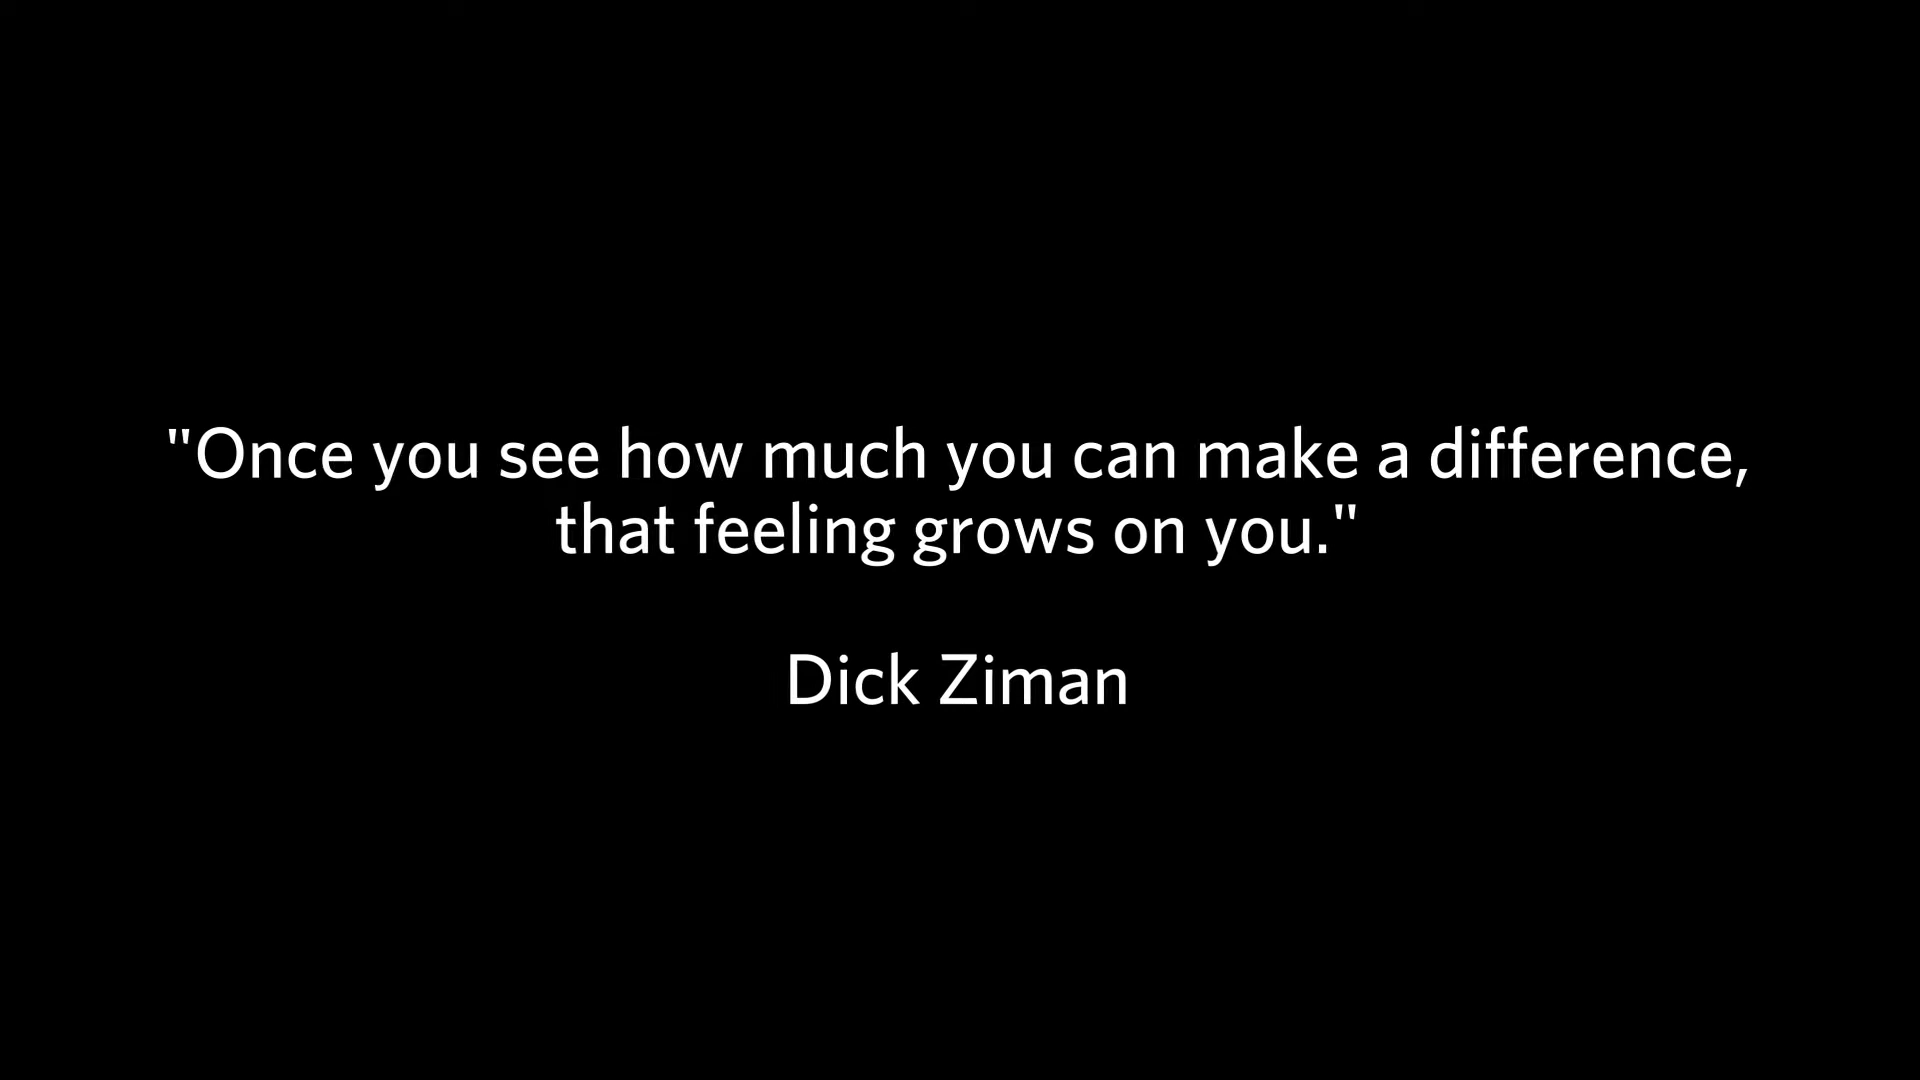 "Once you see how much you can make a difference,
that feeling grows on you."
Dick Ziman